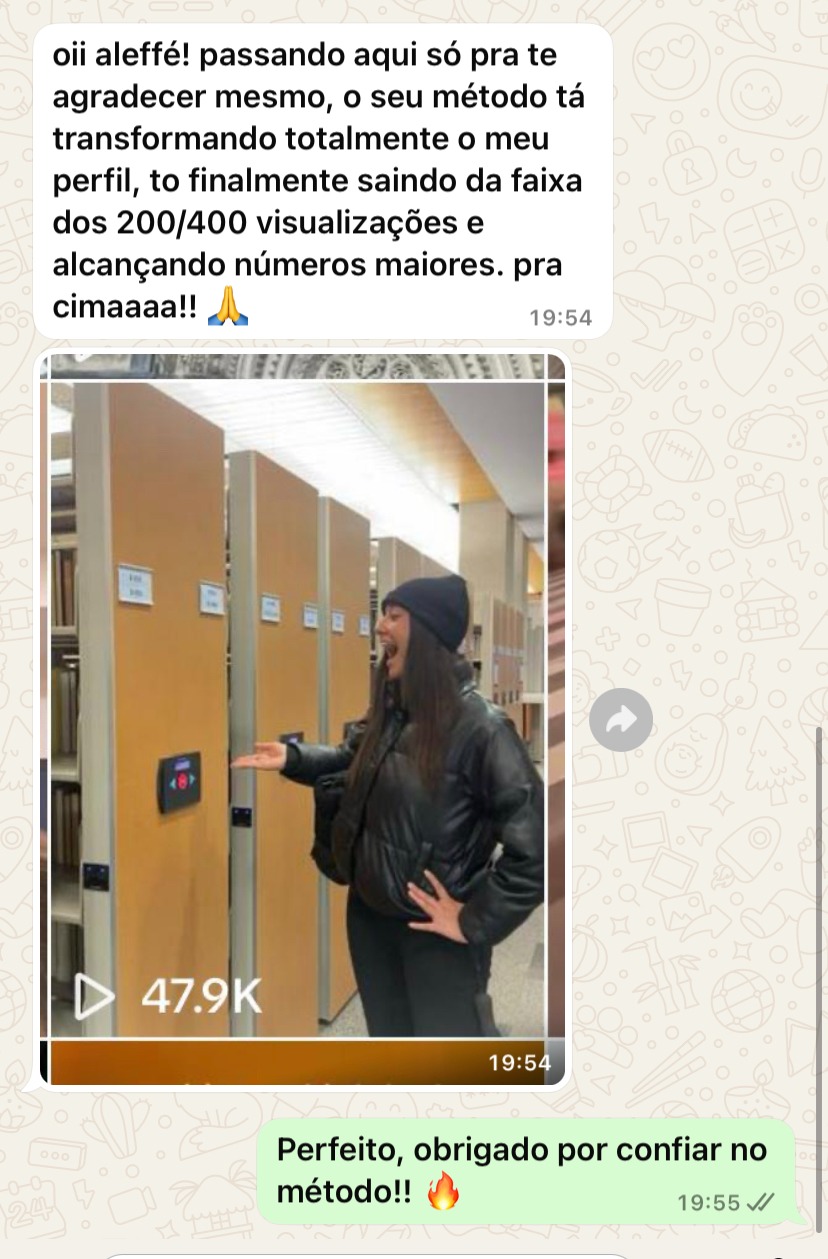 oii aleffé! passando aqui só pra te
agradecer mesmo, o seu método tá
transformando totalmente o meu
perfil, to finalmente saindo da faixa
dos 200/400 visualizações e
alcançando números maiores. pra
cimaaaa!! 🙏
19:54
47.9K
19:54
Perfeito, obrigado por confiar no
método!! 🔥
19:55